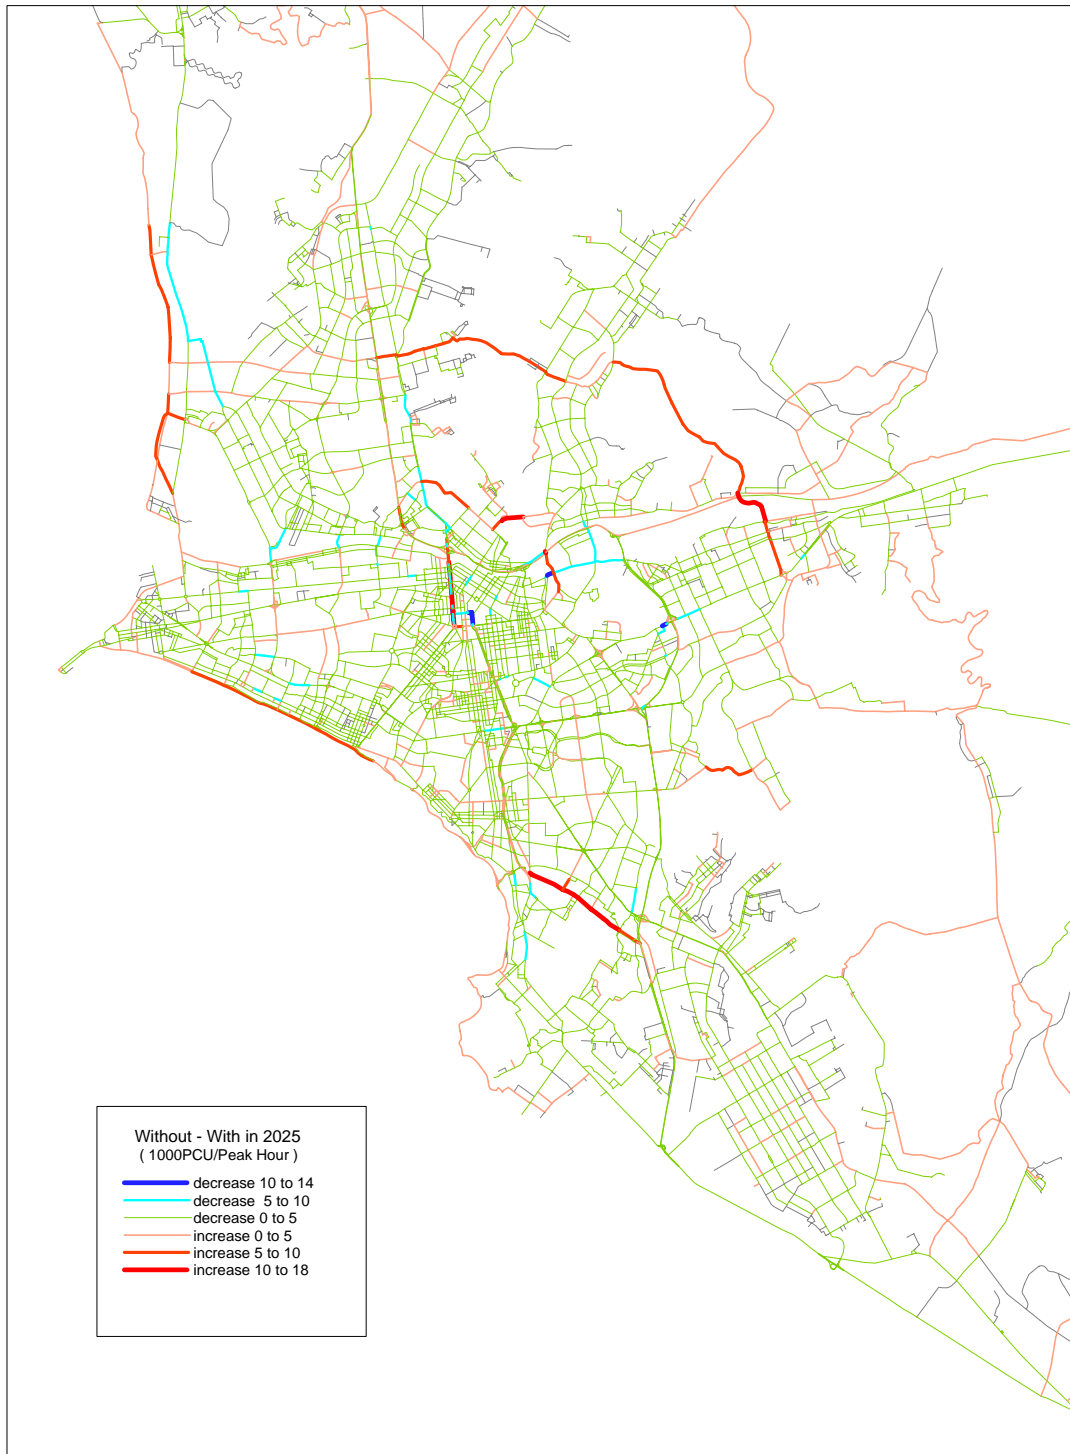 Without - With in 2025
( 1000PCU/Peak Hour )
decrease 10 to 14
decrease  5 to 10
decrease 0 to 5
increase 0 to 5
increase 5 to 10
increase 10 to 18